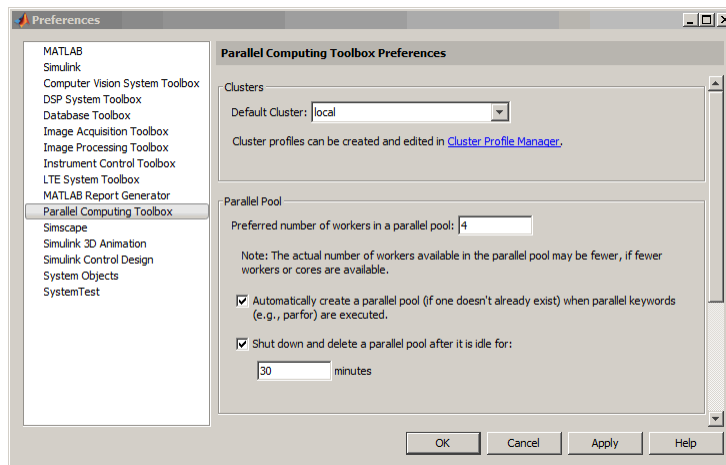 Preferences
MATLAB
Simulink
Computer Vision System Toolbox
DSP System Toolbox
Database Toolbox
Image Acquisition Toolbox
Image Processing Toolbox
Instrument Control Toolbox
LTE System Toolbox
MATLAB Report Generator
Parallel Computing Toolbox
Simscape
Simulink 3D Animation
Simulink Control Design
System Objects
SystemTest
Parallel Computing Toolbox Preferences
Clusters
Default Cluster: local
Cluster profiles can be created and edited in Cluster Profile Manager.
Parallel Pool
Preferred number of workers in a parallel pool: 4
Note: The actual number of workers available in the parallel pool may be fewer, if fewer
workers or cores are available.
Automatically create a parallel pool (if one doesn't already exist) when parallel keywords
(e.g., parfor) are executed.
Shut down and delete a parallel pool after it is idle for:
30 minutes
OK Cancel Apply Help